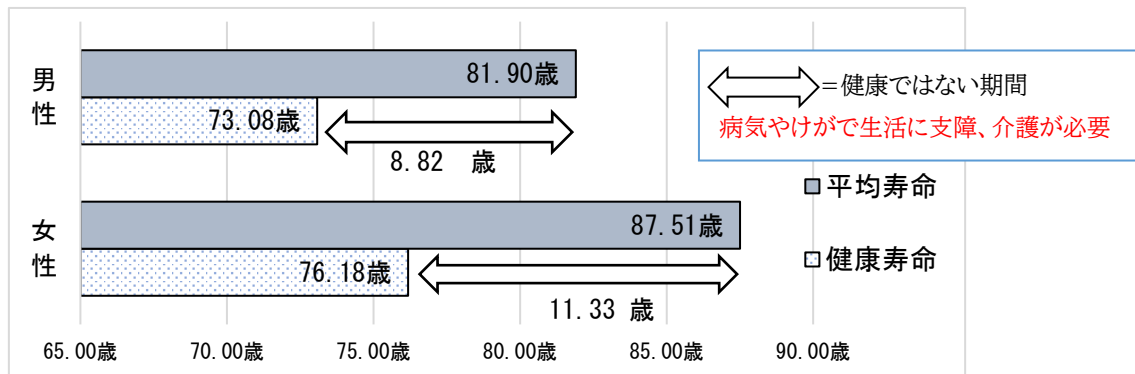 男性
81.90歳
73.08歳
8.82 歳
女性
87.51歳
76.18歳
11.33 歳
65.00歳 70.00歳 75.00歳 80.00歳 85.00歳 90.00歳
=健康ではない期間
病気やけがで生活に支障、介護が必要
平均寿命
健康寿命